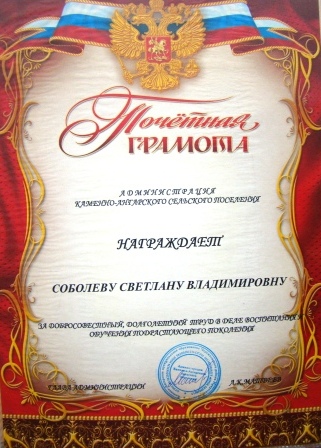 Почётная
ГРАМОТА
АДМИНИСТРАЦИЯ
КАМЕННО-АНГАРСКОГО СЕЛЬСКОГО ПОСЕЛЕНИЯ
НАГРАЖДАЕТ
СОБОЛЕВУ СВЕТЛАНУ ВЛАДИМИРОВНУ
ЗА ДОБРОСОВЕСТНЫЙ, ДОЛГОЛЕТНИЙ ТРУД В ДЕЛЕ ВОСПИТАНИЯ И
ОБУЧЕНИЯ ПОДРАСТАЮЩЕГО ПОКОЛЕНИЯ
ГЛАВА АДМИНИСТРАЦИИ А.К.